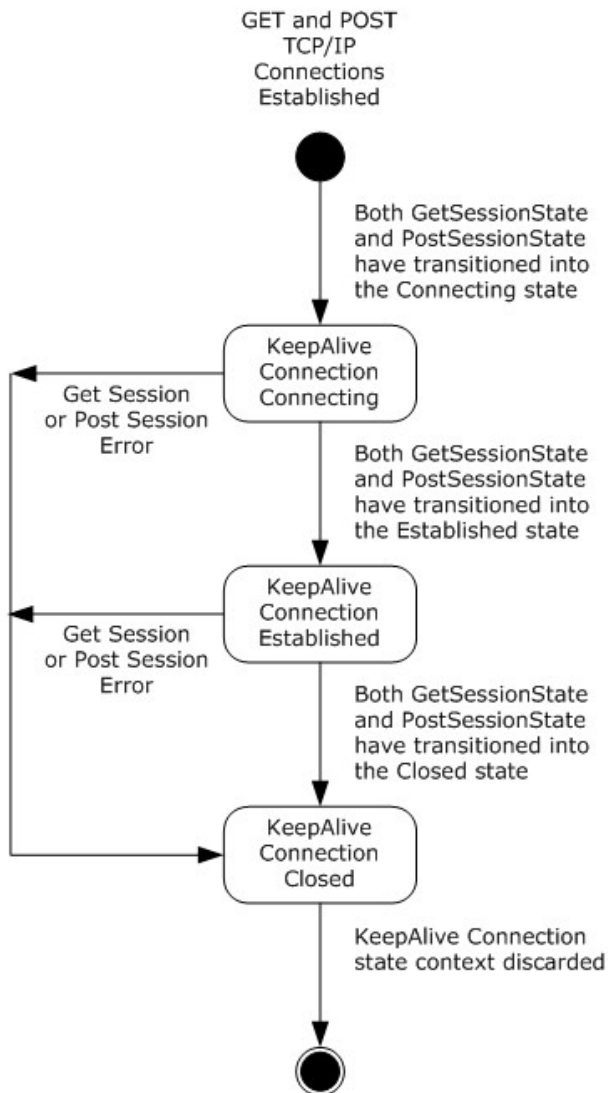 GET and POST
TCP/IP
Connections
Established
Both GetSessionState
and PostSessionState
have transitioned into
the Connecting state
KeepAlive
Connection
Connecting
Get Session
or Post Session
Error
Both GetSessionState
and PostSessionState
have transitioned into
the Established state
KeepAlive
Connection
Established
Get Session
or Post Session
Error
Both GetSessionState
and PostSessionState
have transitioned into
the Closed state
KeepAlive
Connection
Closed
KeepAlive Connection
state context discarded